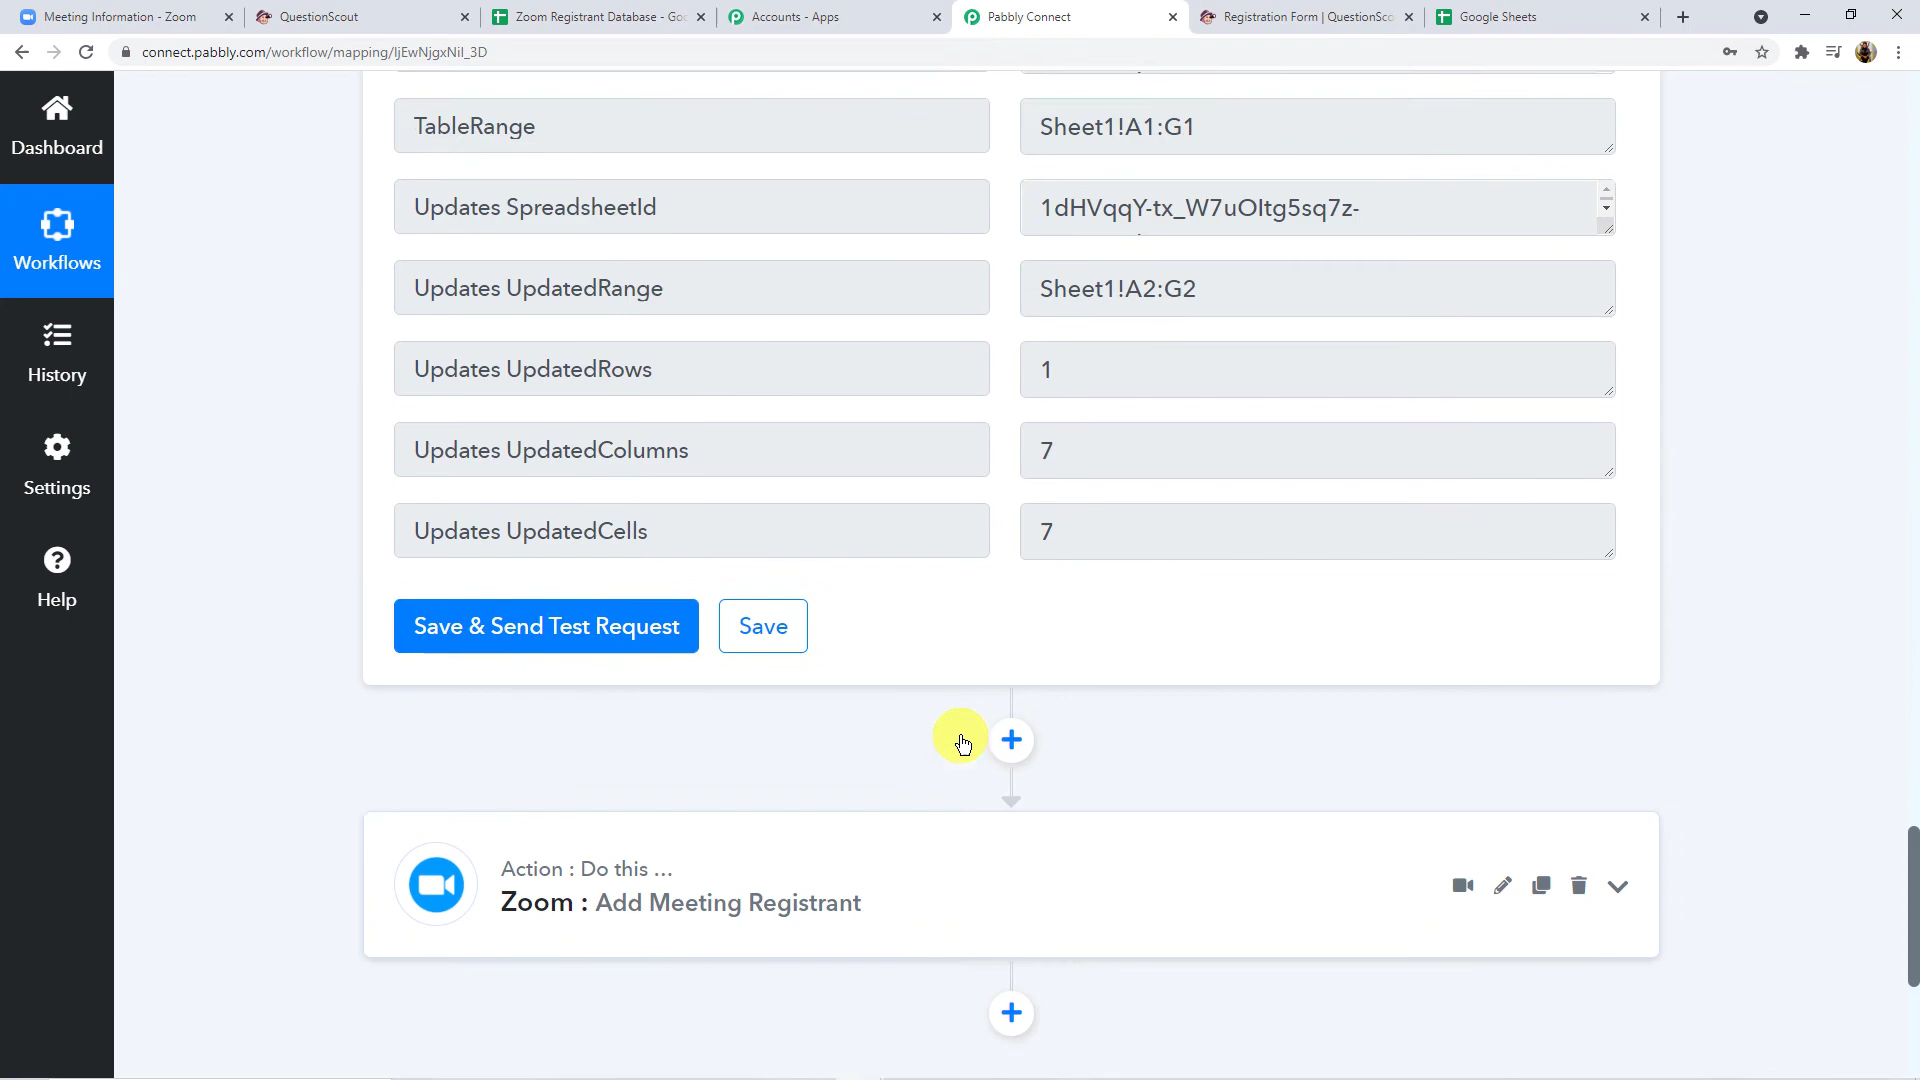 Meeting Information - Zoom
QuestionScout
Zoom Registrant Database - Goo
Accounts - Apps
Pabbly Connect
Registration Form | QuestionSco
Google Sheets
connect.pabbly.com/workflow/mapping/IjEwNjgxNiI_3D
Dashboard
Workflows
History
Settings
Help
TableRange
Sheet1!A1:G1
Updates SpreadsheetId
1dHVqqY-tx_W7uOItg5sq7z-
Updates UpdatedRange
Sheet1!A2:G2
Updates UpdatedRows
1
Updates UpdatedColumns
7
Updates UpdatedCells
7
Save & Send Test Request
Save
Action : Do this ...
Zoom : Add Meeting Registrant